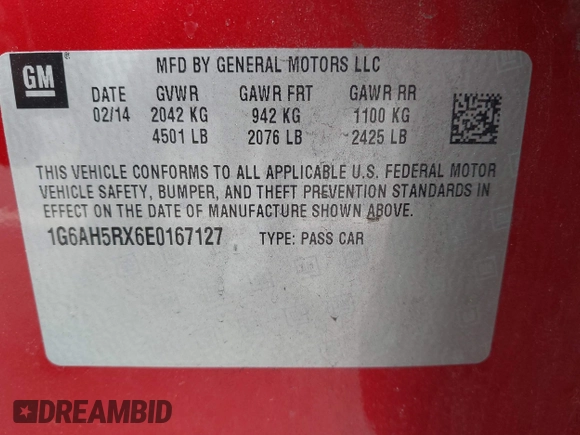 GM
MFD BY GENERAL MOTORS LLC
DATE GVWR GAWR FRT GAWR RR
02/14 2042 KG 942 KG 1100 KG
4501 LB 2076 LB 2425 LB
THIS VEHICLE CONFORMS TO ALL APPLICABLE U.S. FEDERAL MOTOR
VEHICLE SAFETY, BUMPER, AND THEFT PREVENTION STANDARDS IN
EFFECT ON THE DATE OF MANUFACTURE SHOWN ABOVE.
1G6AH5RX6E0167127 TYPE: PASS CAR
DREAMBID